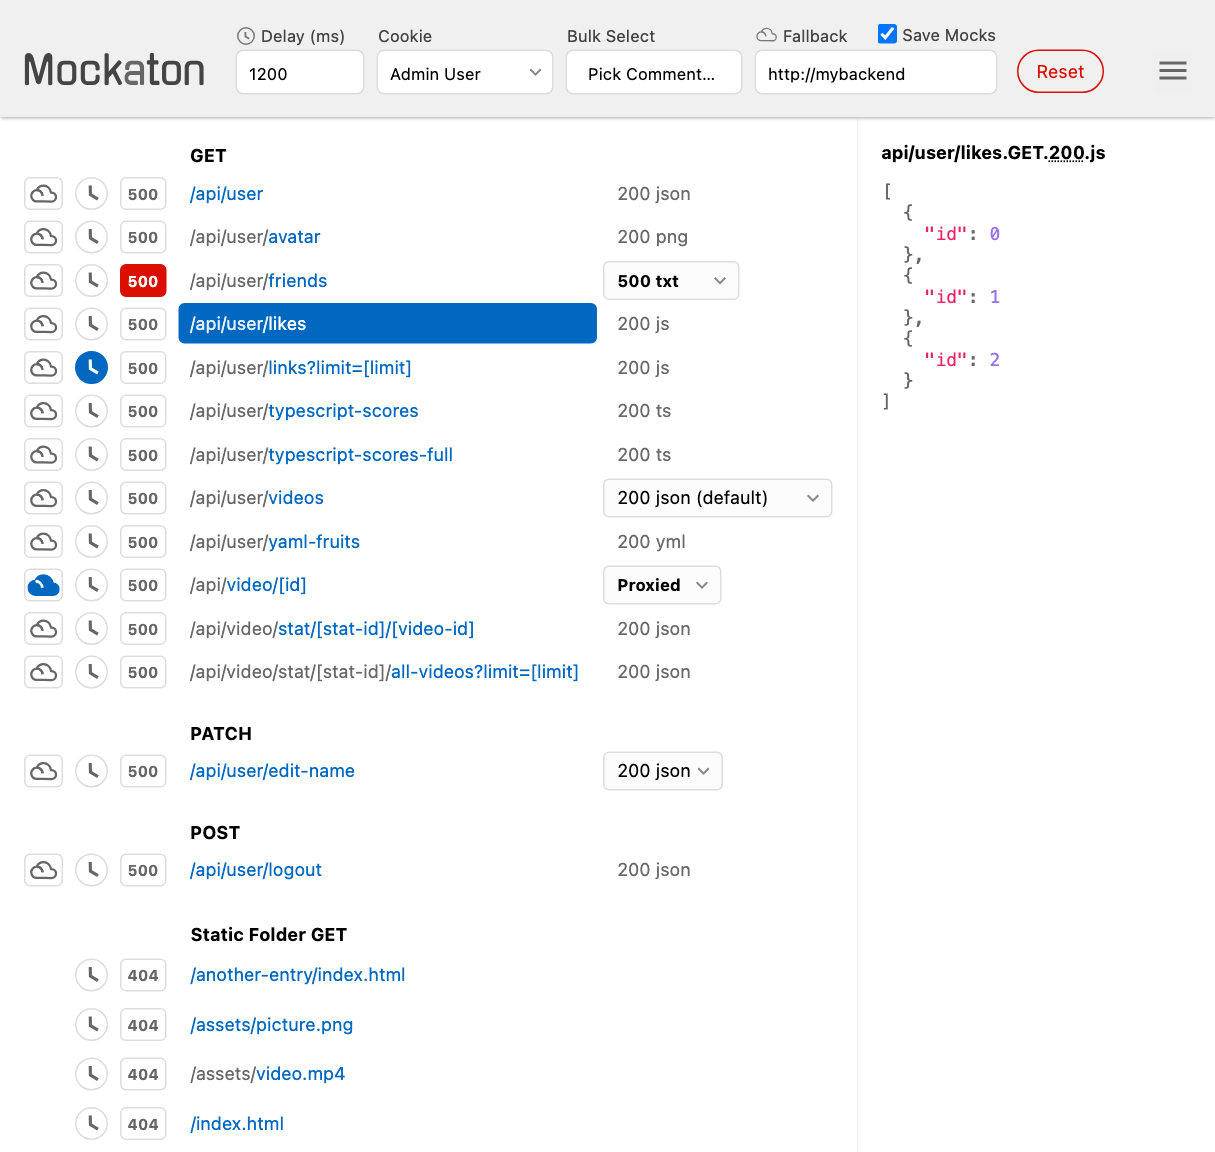 Mockaton
Delay (ms)
1200
Cookie
Admin User
Bulk Select
Pick Comment...
Fallback
Save Mocks
http://mybackend
Reset
GET
500 /api/user 200 json
500 /api/user/avatar 200 png
500 /api/user/friends 500 txt
500 /api/user/likes 200 js
500 /api/user/links?limit=[limit] 200 js
500 /api/user/typescript-scores 200 ts
500 /api/user/typescript-scores-full 200 ts
500 /api/user/videos 200 json (default)
500 /api/user/yaml-fruits 200 yml
500 /api/video/[id] Proxied
500 /api/video/stat/[stat-id]/[video-id] 200 json
500 /api/video/stat/[stat-id]/all-videos?limit=[limit] 200 json
PATCH
500 /api/user/edit-name 200 json
POST
500 /api/user/logout 200 json
Static Folder GET
404 /another-entry/index.html
404 /assets/picture.png
404 /assets/video.mp4
404 /index.html
api/user/likes.GET.200.js
[
  {
    "id": 0
  },
  {
    "id": 1
  },
  {
    "id": 2
  }
]